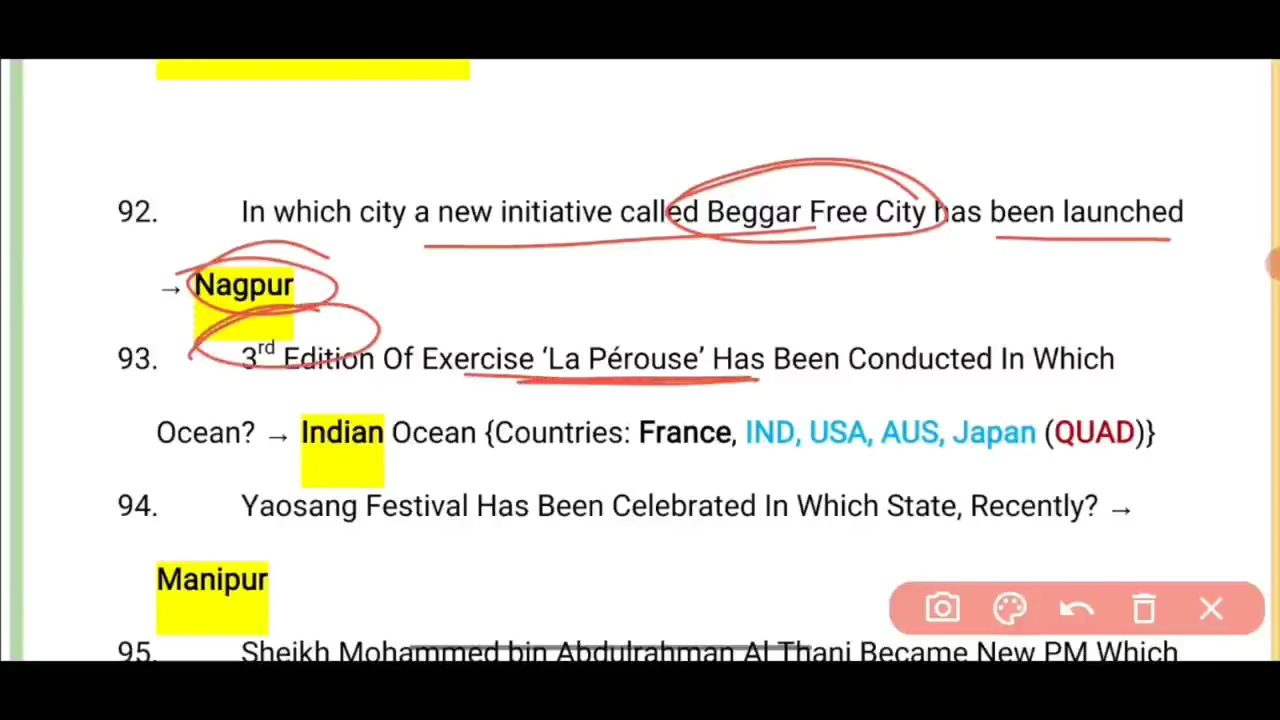 92. In which city a new initiative called Beggar Free City has been launched
→ Nagpur
93. 3rd Edition Of Exercise ‘La Pérouse’ Has Been Conducted In Which
Ocean? → Indian Ocean {Countries: France, IND, USA, AUS, Japan (QUAD)}
94. Yaosang Festival Has Been Celebrated In Which State, Recently? →
Manipur
95. Sheikh Mohammed bin Abdulrahman Al Thani Became New PM Which